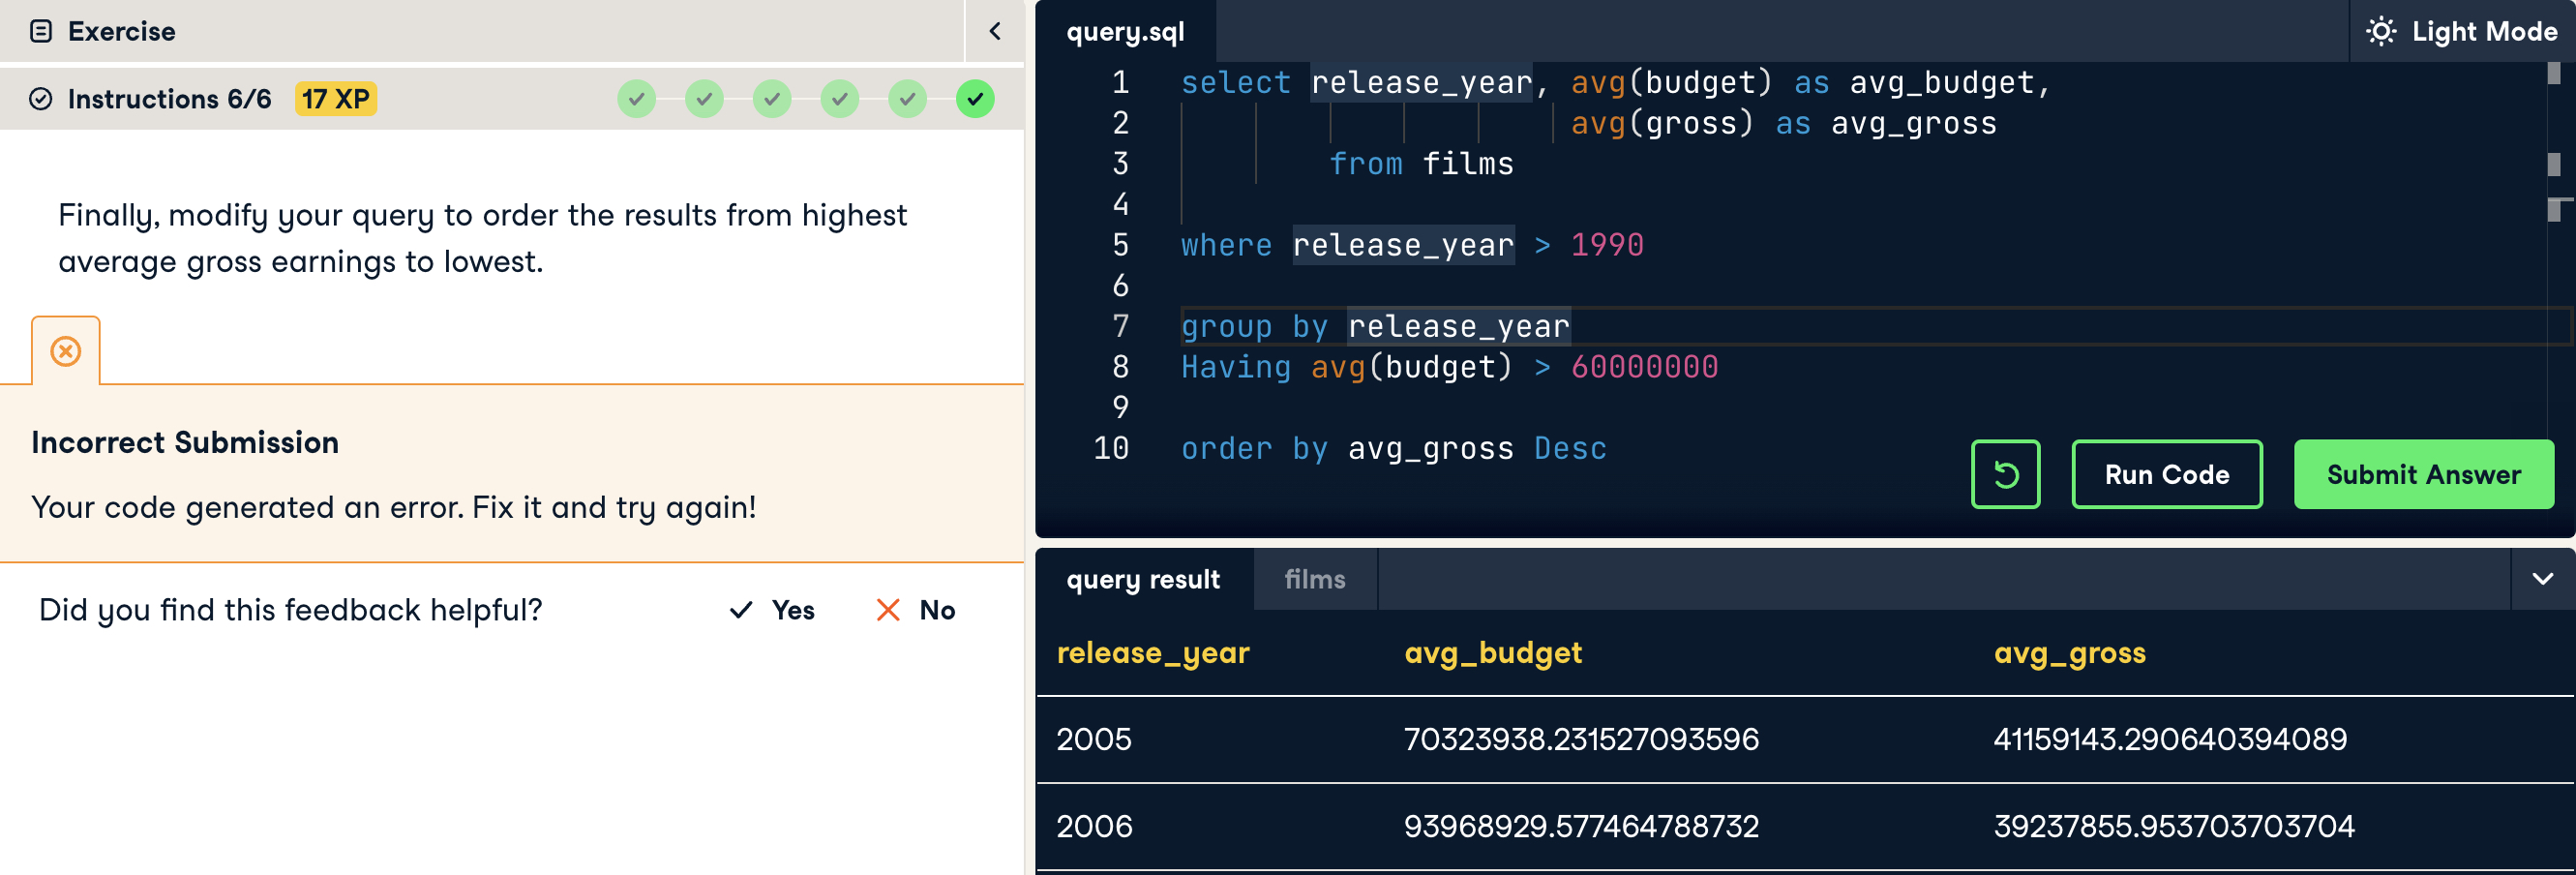 Exercise
Instructions 6/6 17 XP
Finally, modify your query to order the results from highest
average gross earnings to lowest.
Incorrect Submission
Your code generated an error. Fix it and try again!
Did you find this feedback helpful? Yes No
query.sql Light Mode
1 select release_year, avg(budget) as avg_budget,
2 avg(gross) as avg_gross
3 from films
4
5 where release_year > 1990
6
7 group by release_year
8 Having avg(budget) > 60000000
9
10 order by avg_gross Desc
Run Code Submit Answer
query result films
release_year avg_budget avg_gross
2005 70323938.231527093596 41159143.290640394089
2006 93968929.577464788732 39237855.953703703704